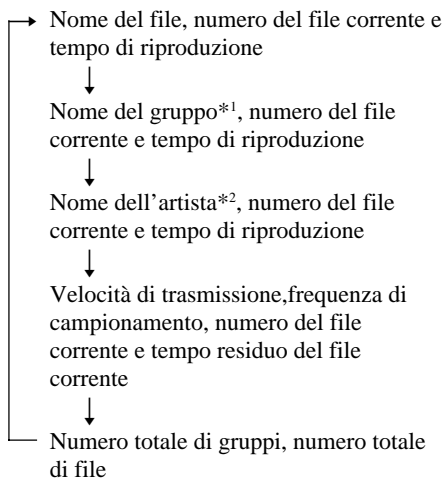 Nome del file, numero del file corrente e
tempo di riproduzione
Nome del gruppo*1, numero del file
corrente e tempo di riproduzione
Nome dell’artista*2, numero del file
corrente e tempo di riproduzione
Velocità di trasmissione,frequenza di
campionamento, numero del file
corrente e tempo residuo del file
corrente
Numero totale di gruppi, numero totale
di file